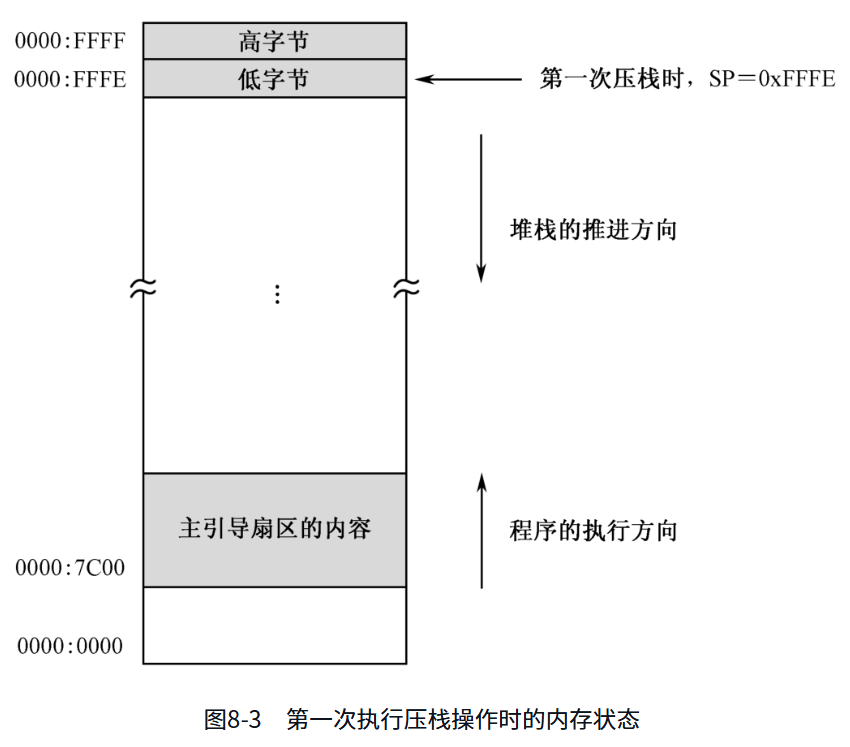 0000:FFFF 高字节
0000:FFFE 低字节 第一次压栈时，SP＝0xFFFE
堆栈的推进方向
⋮
主引导扇区的内容 程序的执行方向
0000:7C00
0000:0000
图8-3 第一次执行压栈操作时的内存状态